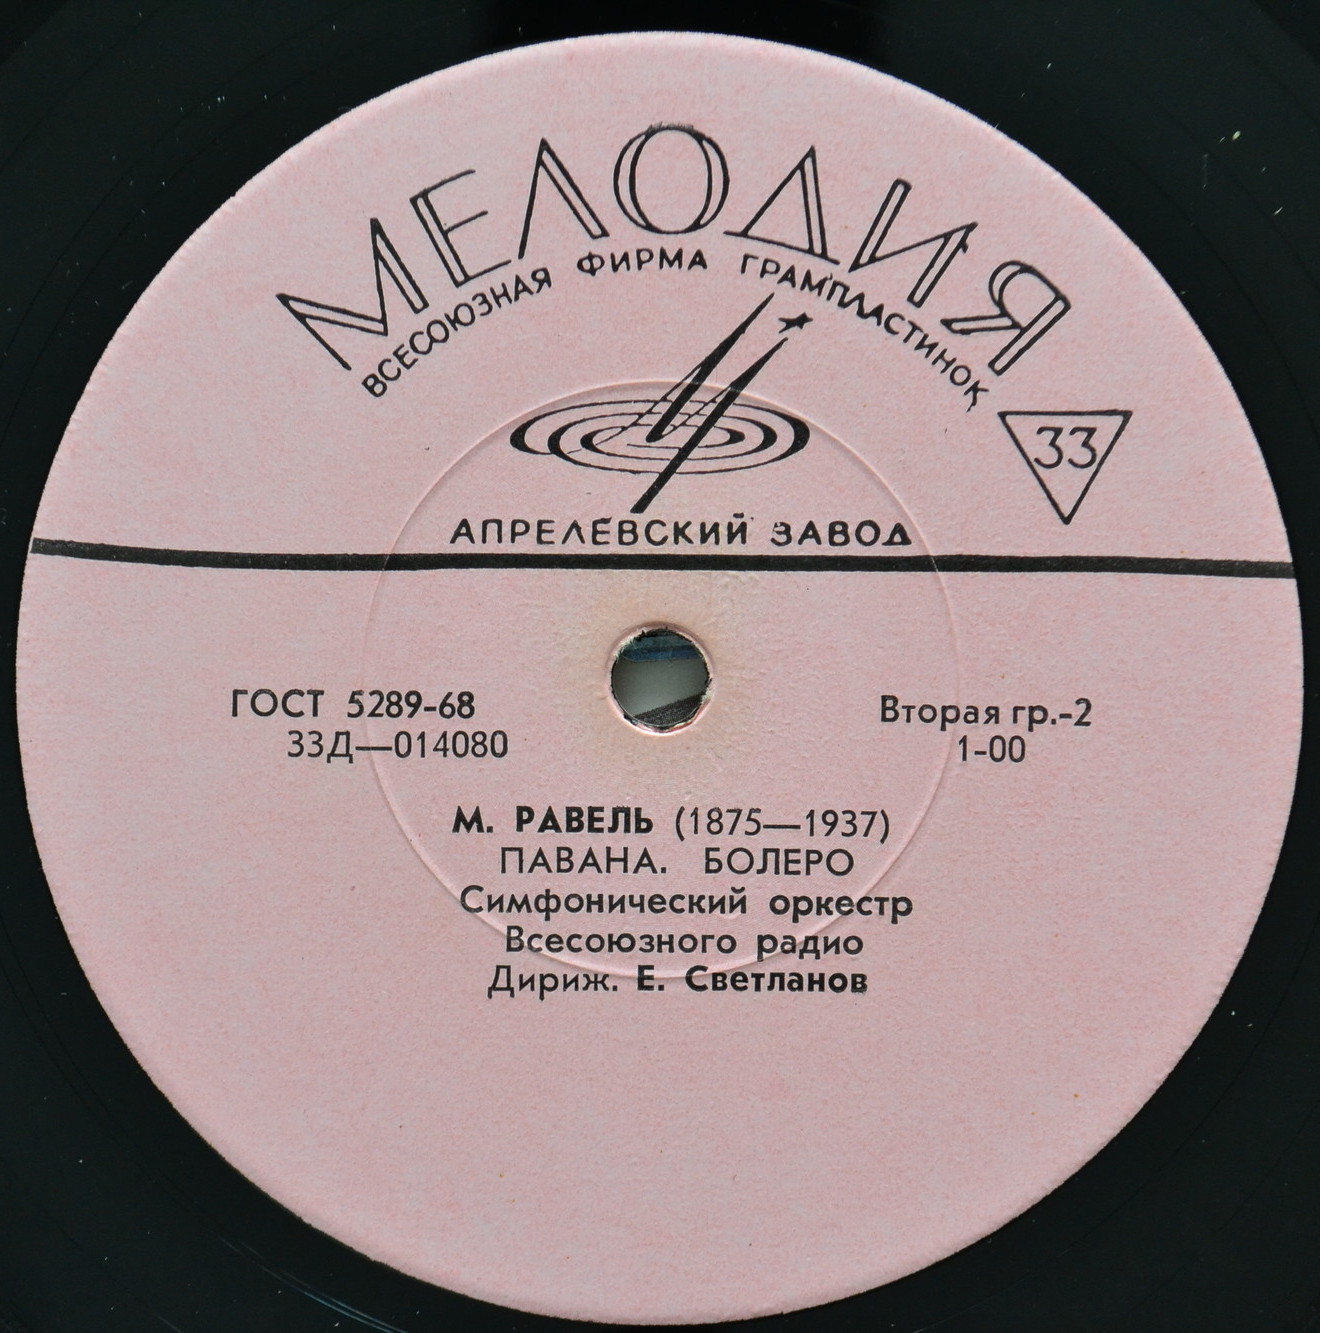 МЕЛОДИЯ
ВСЕСОЮЗНАЯ ФИРМА ГРАМПЛАСТИНОК
33
АПРЕЛЕВСКИЙ ЗАВОД
ГОСТ 5289-68
33Д—014080
Вторая гр.-2
1-00
М. РАВЕЛЬ (1875—1937)
ПАВАНА. БОЛЕРО
Симфонический оркестр
Всесоюзного радио
Дириж. Е. Светланов